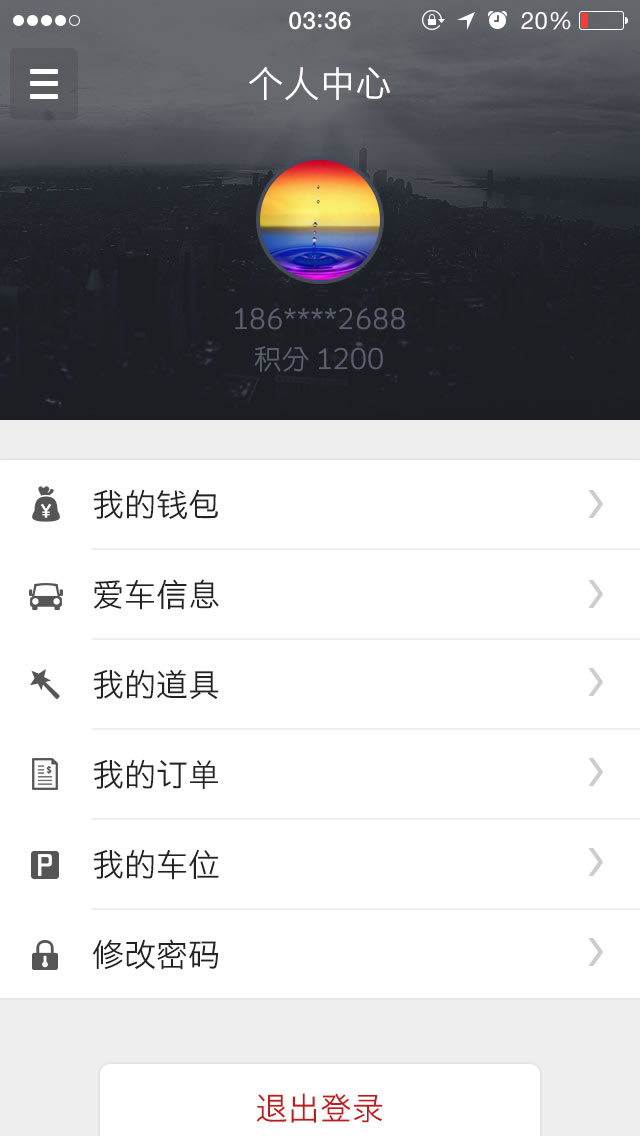 03:36
20%
个人中心
186****2688
积分 1200
我的钱包
爱车信息
我的道具
我的订单
P
我的车位
修改密码
退出登录